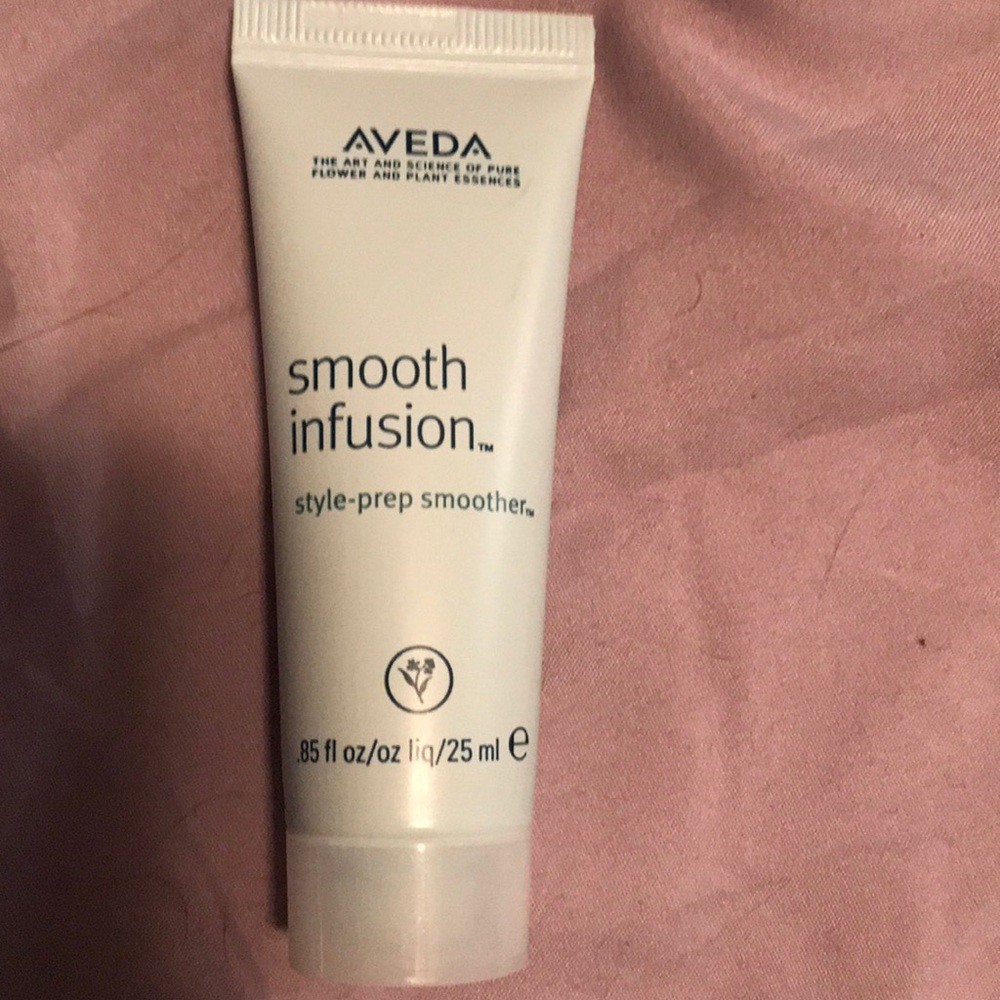 AVEDA
THE ART AND SCIENCE OF PURE
FLOWER AND PLANT ESSENCES
smooth
infusion™
style-prep smoother™
.85 fl oz/oz liq/25 ml e